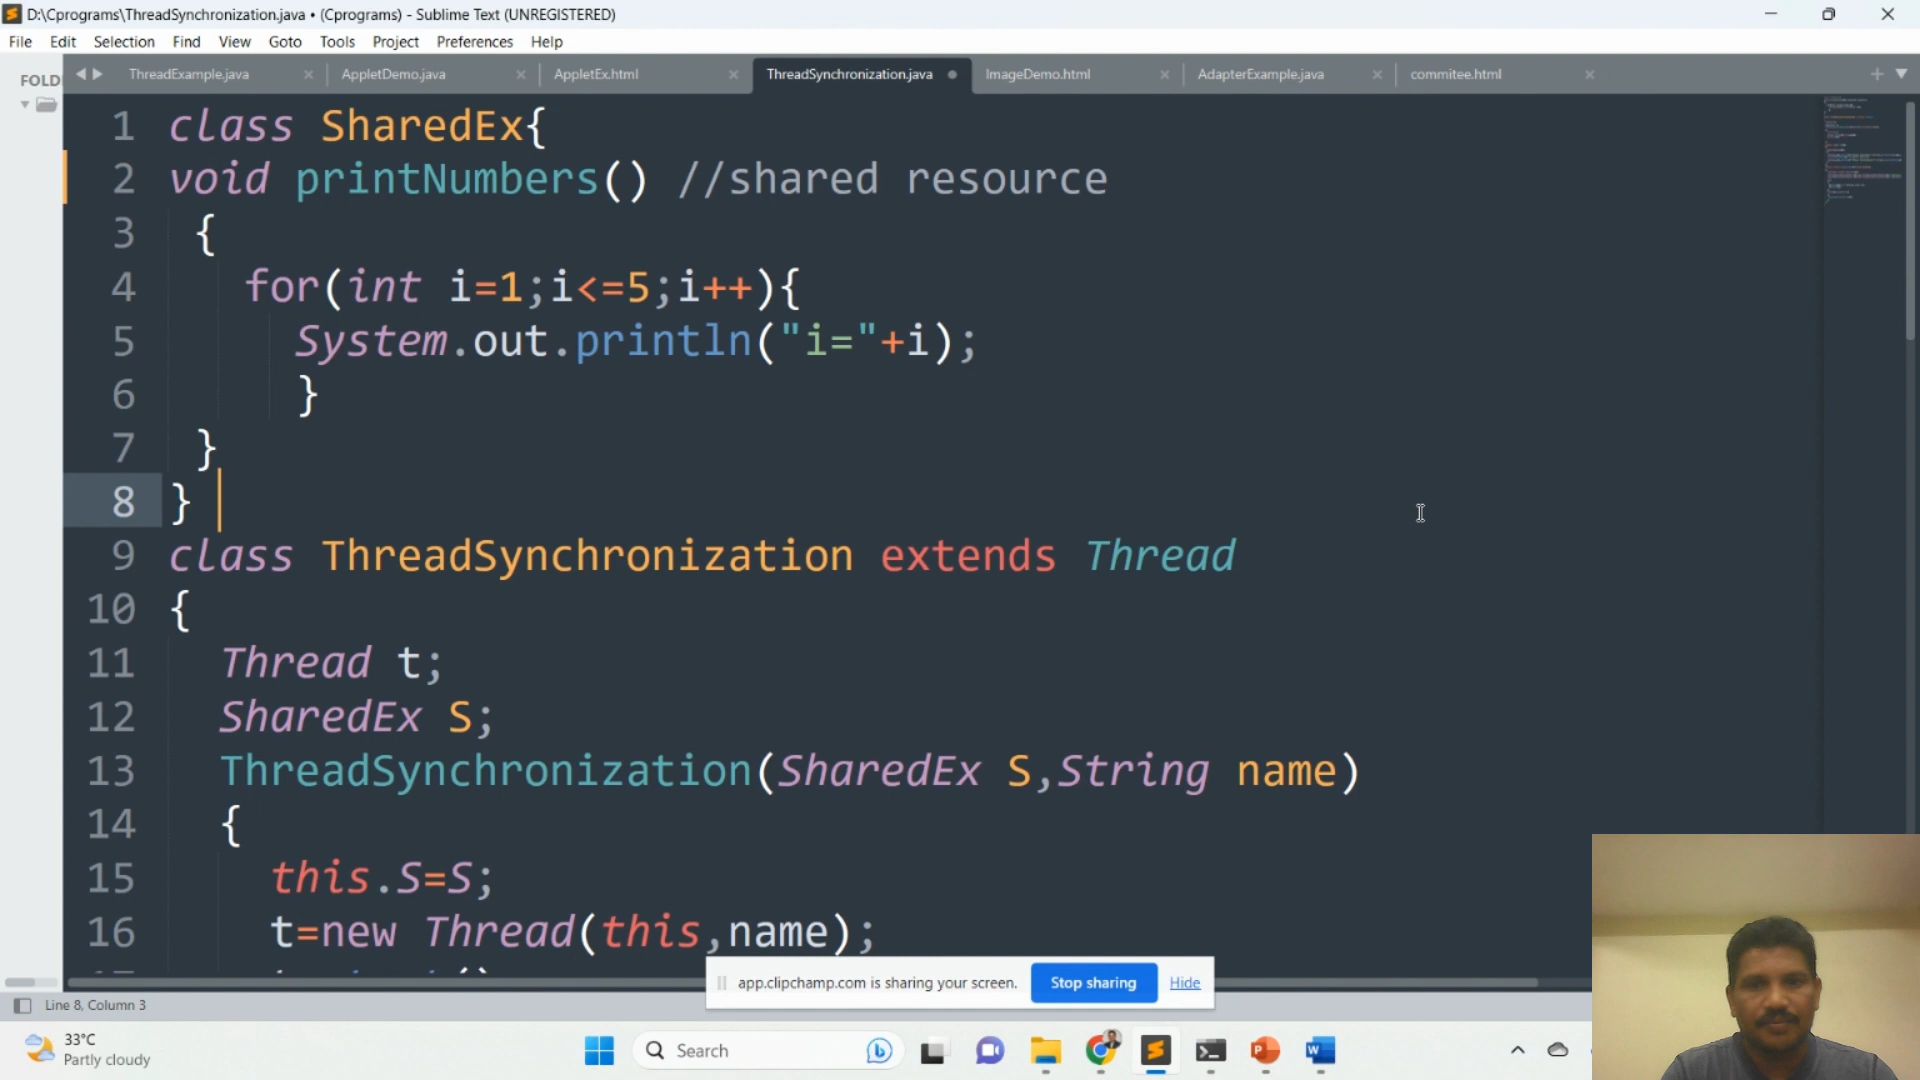 D:\Cprograms\ThreadSynchronization.java • (Cprograms) - Sublime Text (UNREGISTERED)
File Edit Selection Find View Goto Tools Project Preferences Help
FOLD
ThreadExample.java AppletDemo.java AppletEx.html ThreadSynchronization.java ImageDemo.html AdapterExample.java commitee.html
1 class SharedEx{
2 void printNumbers() //shared resource
3 {
4 for(int i=1;i<=5;i++){
5 System.out.println("i="+i);
6 }
7 }
8 }
9 class ThreadSynchronization extends Thread
10 {
11 Thread t;
12 SharedEx S;
13 ThreadSynchronization(SharedEx S,String name)
14 {
15 this.S=S;
16 t=new Thread(this,name);
app.clipchamp.com is sharing your screen. Stop sharing Hide
Line 8, Column 3
33°C
Partly cloudy
Search